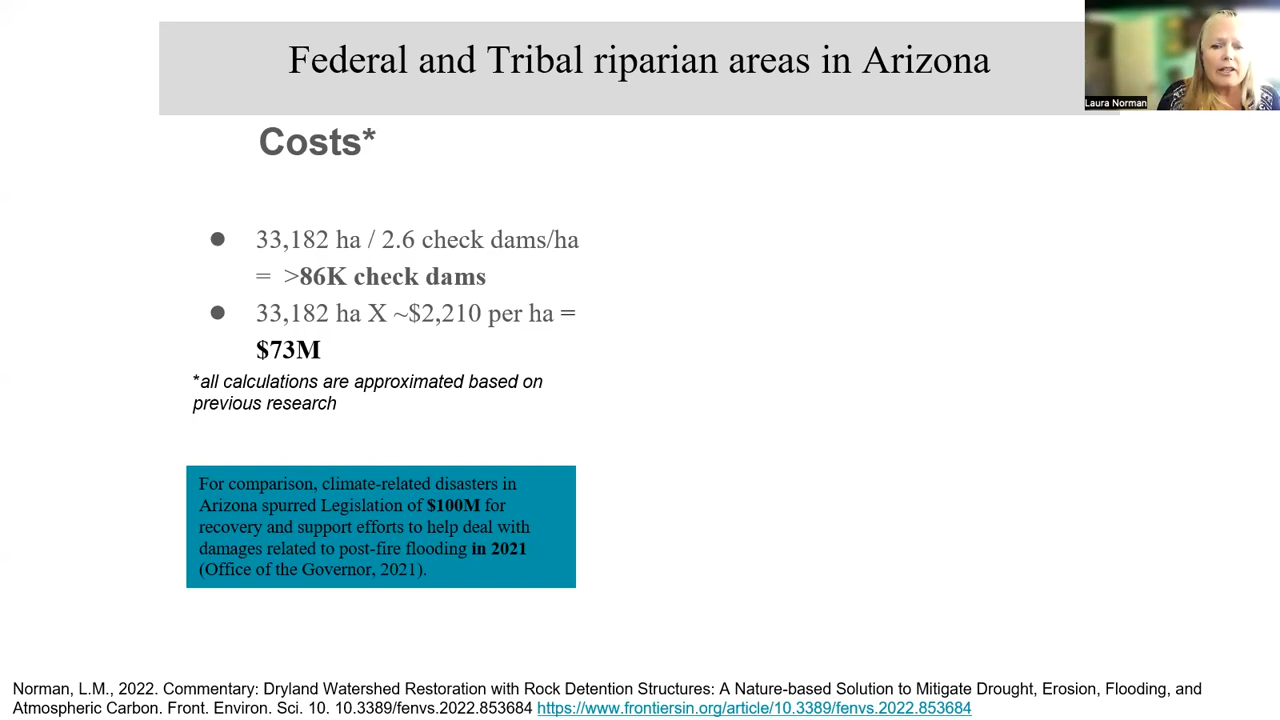 Federal and Tribal riparian areas in Arizona
Laura Norman
Costs*
● 33,182 ha / 2.6 check dams/ha
= >86K check dams
● 33,182 ha X ~$2,210 per ha =
$73M
*all calculations are approximated based on
previous research
For comparison, climate-related disasters in
Arizona spurred Legislation of $100M for
recovery and support efforts to help deal with
damages related to post-fire flooding in 2021
(Office of the Governor, 2021).
Norman, L.M., 2022. Commentary: Dryland Watershed Restoration with Rock Detention Structures: A Nature-based Solution to Mitigate Drought, Erosion, Flooding, and
Atmospheric Carbon. Front. Environ. Sci. 10. 10.3389/fenvs.2022.853684 https://www.frontiersin.org/article/10.3389/fenvs.2022.853684